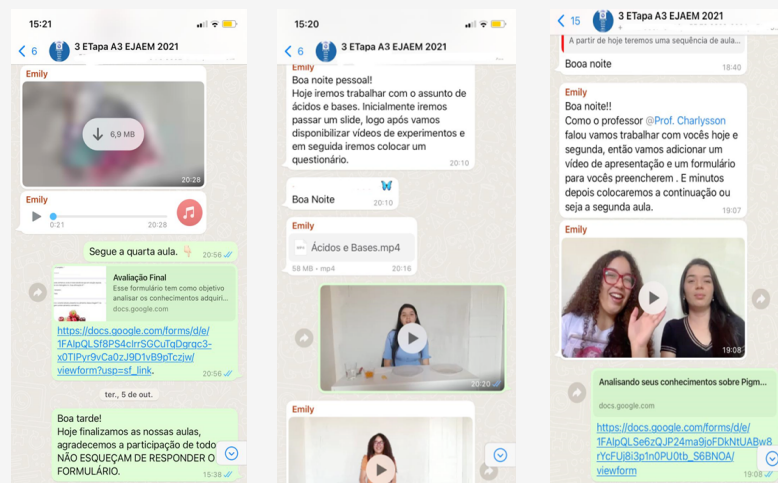 15:21
6
3 ETapa A3 EJAEM 2021
Emily
6,9 MB
20:28
Emily
0:21
20:28
Segue a quarta aula.
20:56
Avaliação Final
Esse formulário tem como objetivo
analisar os conhecimentos adquiri...
docs.google.com
https://docs.google.com/forms/d/e/
1FAIpQLSf8PS4clrrSGCuTqDgrqc3-
x0TIPyr9vCa0zJ9D1vB9pTczjw/
viewform?usp=sf_link.
20:56
ter., 5 de out.
Boa tarde!
Hoje finalizamos as nossas aulas,
agradecemos a participação de todo
NÃO ESQUEÇAM DE RESPONDER O
FORMULÁRIO.
15:38
15:20
6
3 ETapa A3 EJAEM 2021
Emily
Boa noite pessoal!
Hoje iremos trabalhar com o assunto de
ácidos e bases. Inicialmente iremos
passar um slide, logo após vamos
disponibilizar vídeos de experimentos e
em seguida iremos colocar um
questionário.
20:10
Boa Noite
20:10
Emily
Ácidos e Bases.mp4
58 MB • mp4
20:16
20:20
Emily
15
3 ETapa A3 EJAEM 2021
A partir de hoje teremos uma sequência de aula...
Booa noite
18:40
Emily
Boa noite!!
Como o professor @Prof. Charlysson
falou vamos trabalhar com vocês hoje e
segunda, então vamos adicionar um
vídeo de apresentação e um formulário
para vocês preencherem . E minutos
depois colocaremos a continuação ou
seja a segunda aula.
19:07
Emily
19:08
Analisando seus conhecimentos sobre Pigm...
docs.google.com
https://docs.google.com/forms/d/e/
1FAIpQLSe6zQJP24ma9joFDkNtUABw8
rYcFUj8i3p1n0PU0tb_S6BNOA/
viewform
19:08